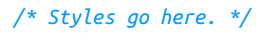 /* Styles go here. */